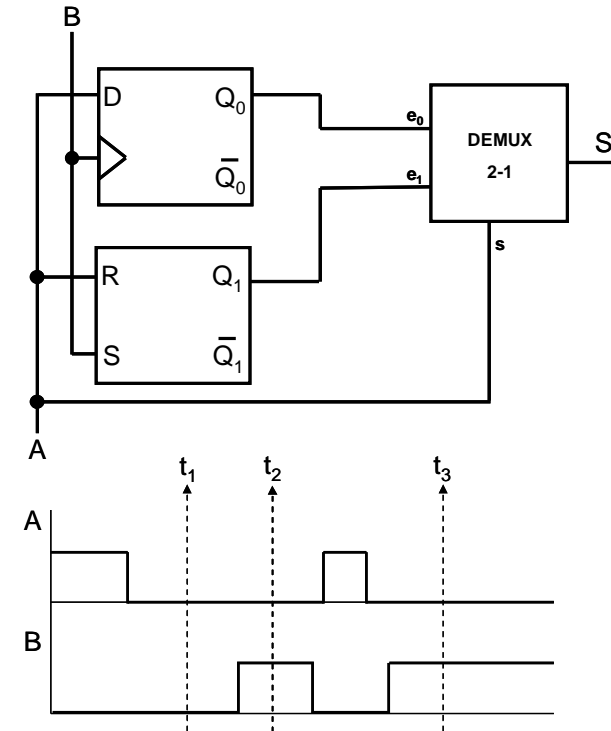 B
D Q₀
Q̅₀
R Q₁
S Q̅₁
e₀
e₁
DEMUX
2-1
S
s
A
t₁ t₂ t₃
A
B